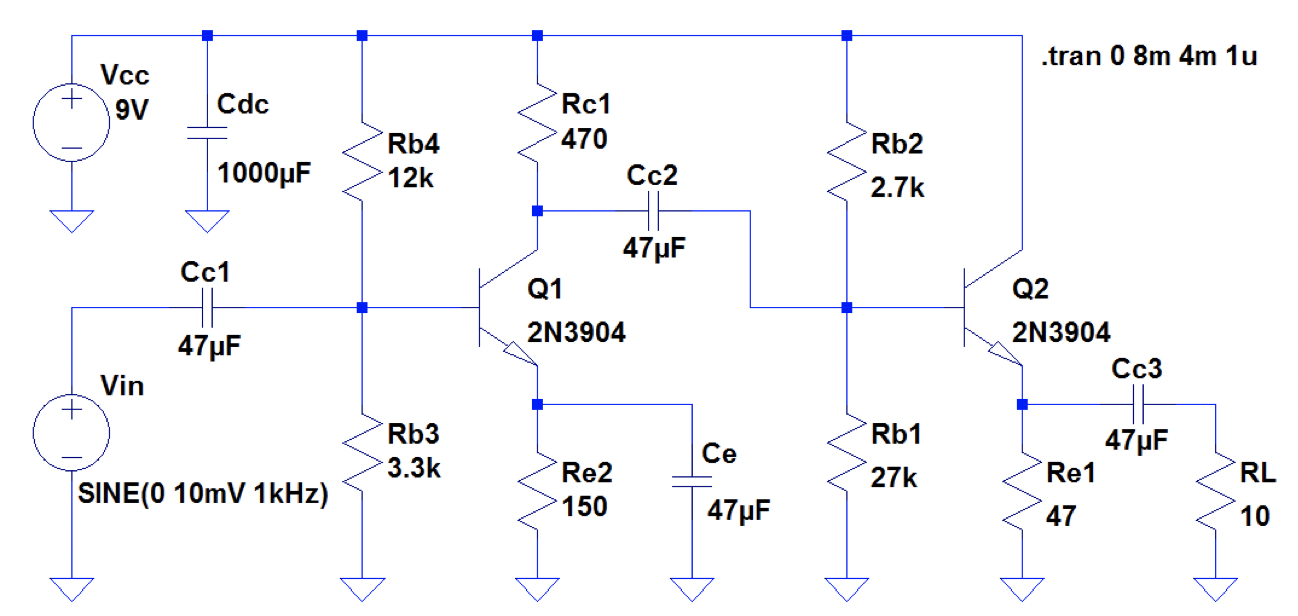 .tran 0 8m 4m 1u
Vcc
9V
Cdc
1000µF
Rb4
12k
Rc1
470
Cc2
47µF
Rb2
2.7k
Cc1
47µF
Q1
2N3904
Q2
2N3904
Vin
SINE(0 10mV 1kHz)
Rb3
3.3k
Re2
150
Ce
47µF
Rb1
27k
Cc3
47µF
Re1
47
RL
10